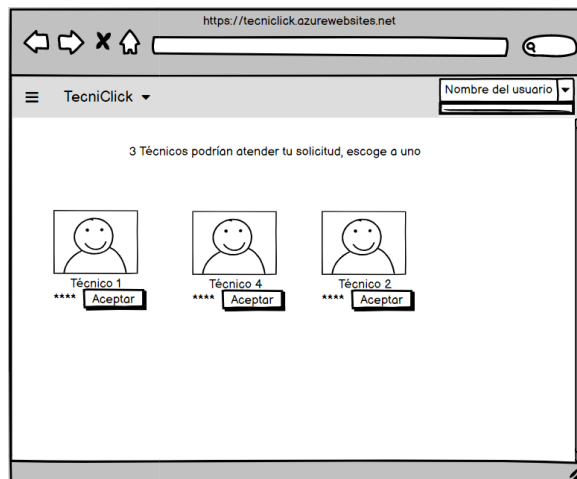 https://tecniclick.azurewebsites.net
TecniClick
Nombre del usuario
3 Técnicos podrían atender tu solicitud, escoge a uno
Técnico 1
**** Aceptar
Técnico 4
**** Aceptar
Técnico 2
**** Aceptar